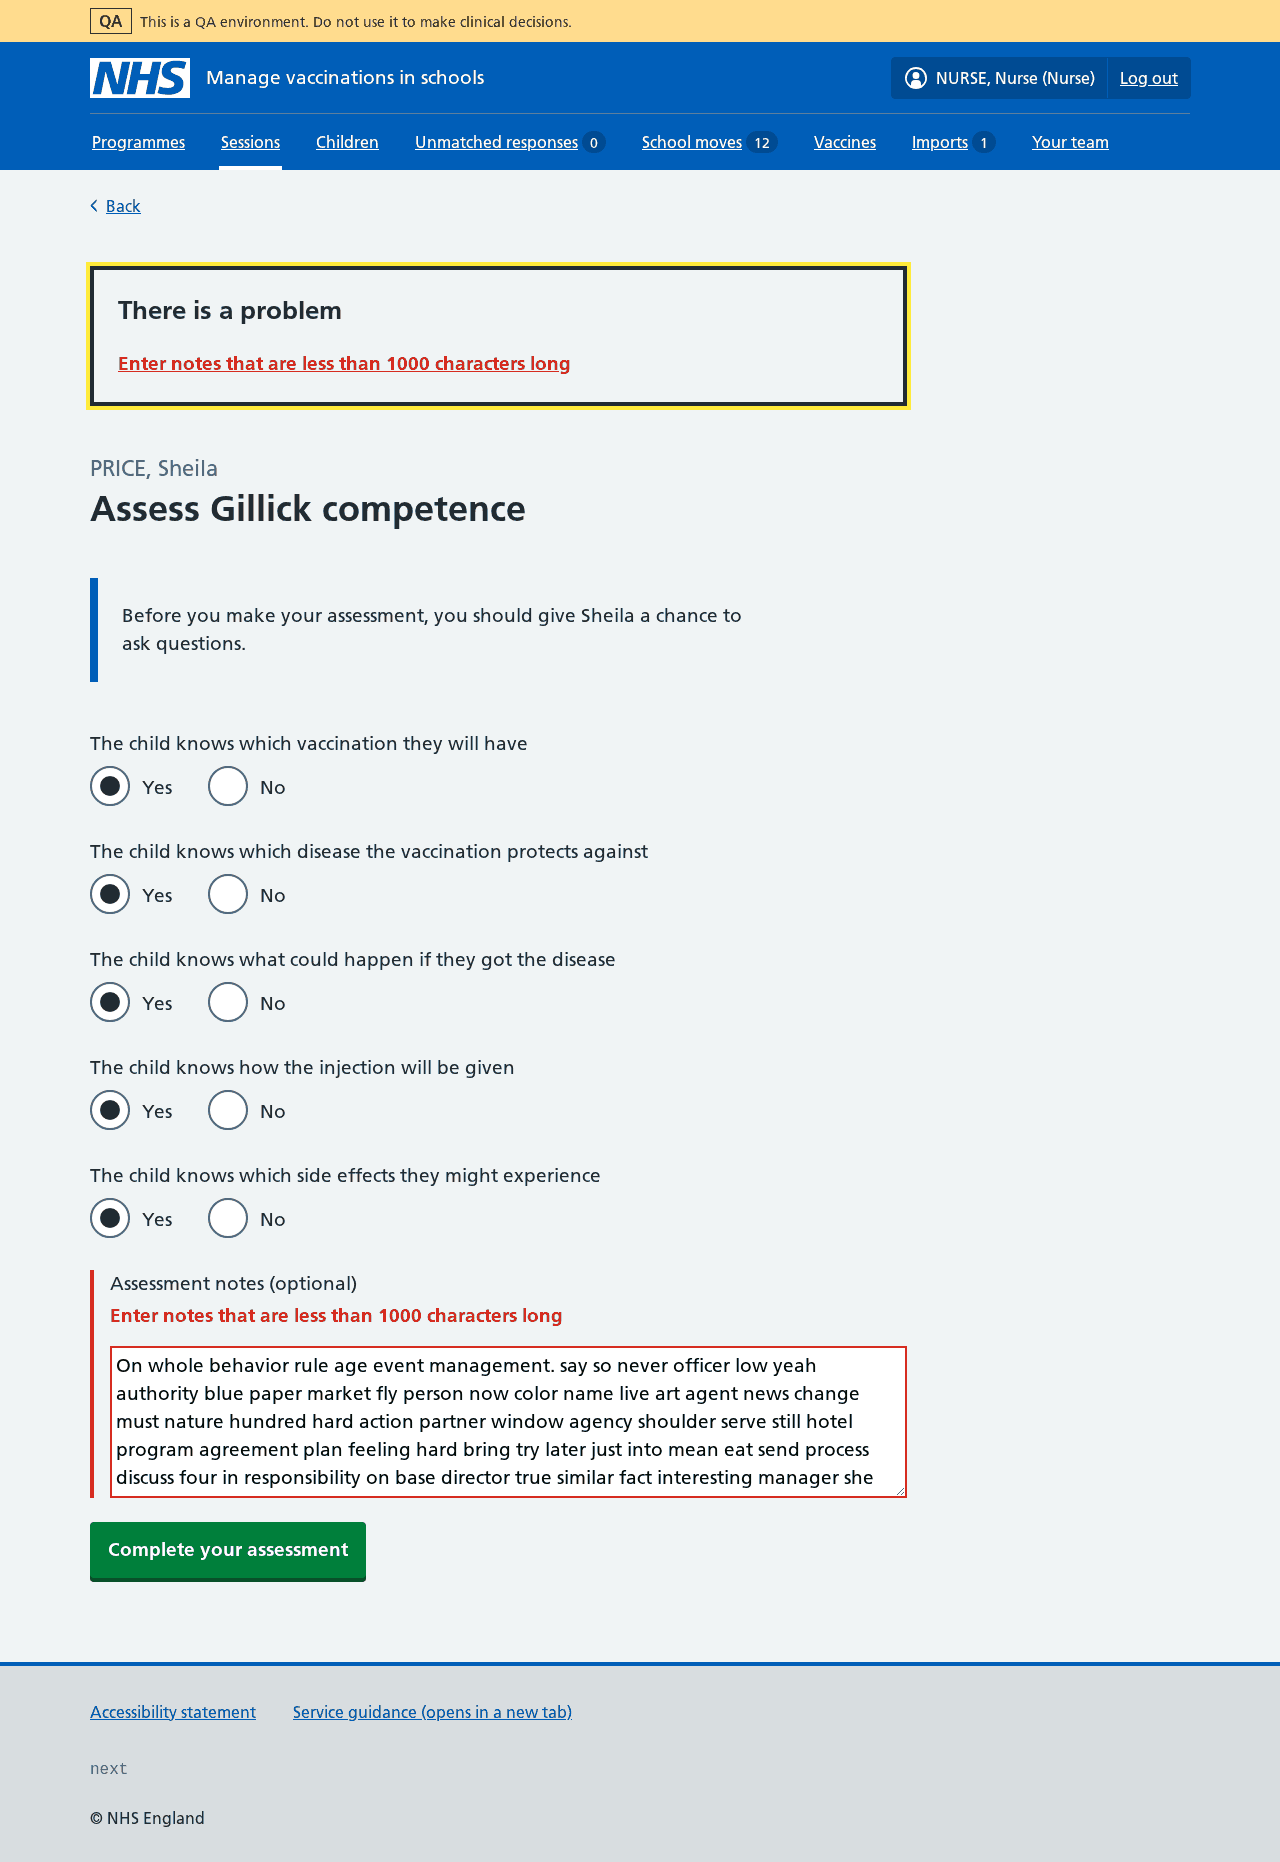 QA This is a QA environment. Do not use it to make clinical decisions.
NHS Manage vaccinations in schools NURSE, Nurse (Nurse) Log out
Programmes Sessions Children Unmatched responses 0 School moves 12 Vaccines Imports 1 Your team
Back
There is a problem
Enter notes that are less than 1000 characters long
PRICE, Sheila
Assess Gillick competence
Before you make your assessment, you should give Sheila a chance to
ask questions.
The child knows which vaccination they will have
Yes No
The child knows which disease the vaccination protects against
Yes No
The child knows what could happen if they got the disease
Yes No
The child knows how the injection will be given
Yes No
The child knows which side effects they might experience
Yes No
Assessment notes (optional)
Enter notes that are less than 1000 characters long
On whole behavior rule age event management. say so never officer low yeah
authority blue paper market fly person now color name live art agent news change
must nature hundred hard action partner window agency shoulder serve still hotel
program agreement plan feeling hard bring try later just into mean eat send process
discuss four in responsibility on base director true similar fact interesting manager she
Complete your assessment
Accessibility statement Service guidance (opens in a new tab)
next
© NHS England